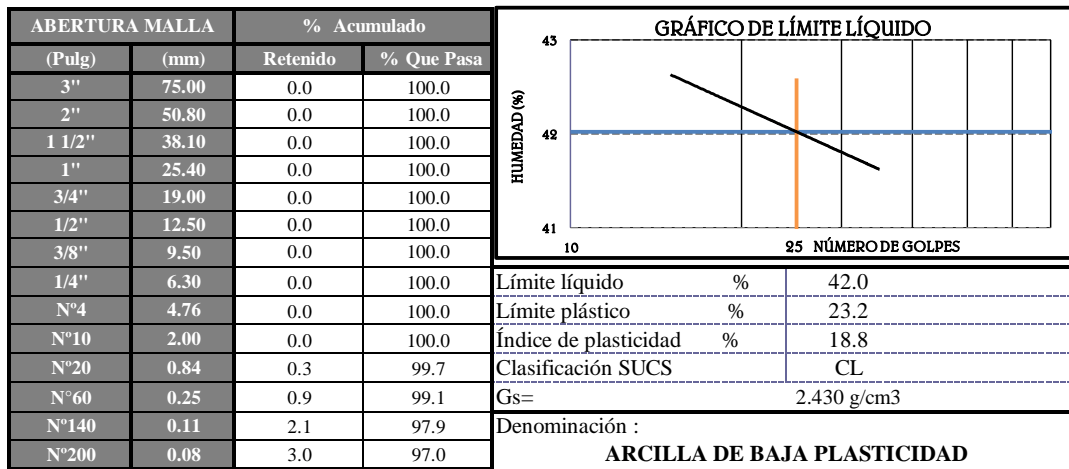 ABERTURA MALLA % Acumulado
(Pulg) (mm) Retenido % Que Pasa
3'' 75.00 0.0 100.0
2'' 50.80 0.0 100.0
1 1/2'' 38.10 0.0 100.0
1'' 25.40 0.0 100.0
3/4'' 19.00 0.0 100.0
1/2'' 12.50 0.0 100.0
3/8'' 9.50 0.0 100.0
1/4'' 6.30 0.0 100.0
Nº4 4.76 0.0 100.0
Nº10 2.00 0.0 100.0
Nº20 0.84 0.3 99.7
N°60 0.25 0.9 99.1
Nº140 0.11 2.1 97.9
Nº200 0.08 3.0 97.0
GRÁFICO DE LÍMITE LÍQUIDO
HUMEDAD (%)
43
42
41
10 25 NÚMERO DE GOLPES
Límite líquido % 42.0
Límite plástico % 23.2
Índice de plasticidad % 18.8
Clasificación SUCS CL
Gs= 2.430 g/cm3
Denominación :
ARCILLA DE BAJA PLASTICIDAD